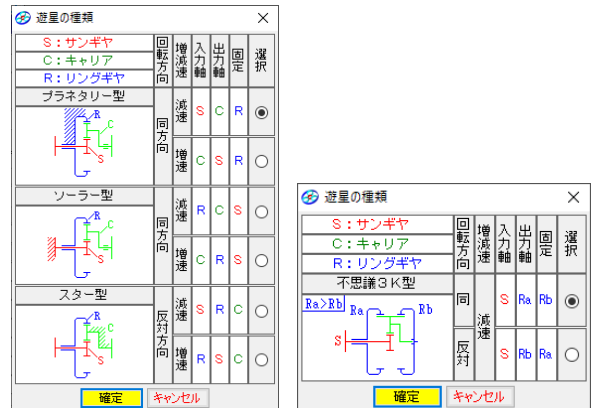 遊星の種類
S：サンギヤ
C：キャリア
R：リングギヤ
回転方向 増減速 入力軸 出力軸 固定 選択
プラネタリー型
R
C
S
同方向
減速 S C R
増速 C S R
ソーラー型
R
C
S
同方向
減速 R C S
増速 C R S
スター型
R
C
S
反対方向
減速 S R C
増速 R S C
確定 キャンセル
遊星の種類
S：サンギヤ
C：キャリア
R：リングギヤ
回転方向 増減速 入力軸 出力軸 固定 選択
不思議３Ｋ型
Ra>Rb Ra Rb
S
減速
同 S Ra Rb
反対 S Rb Ra
確定 キャンセル